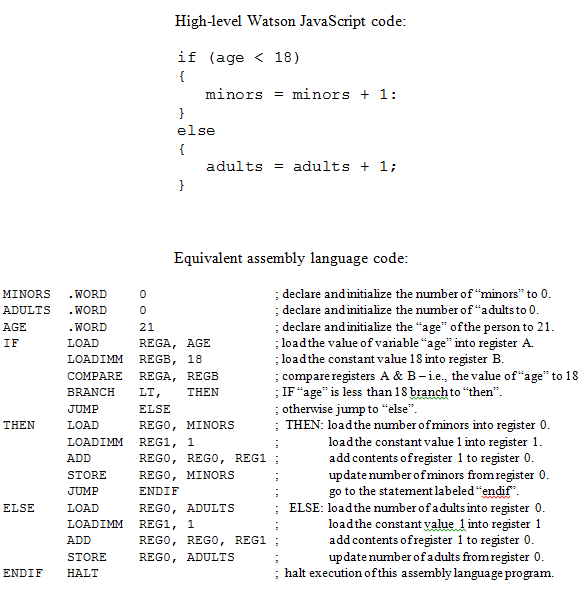 High-level Watson JavaScript code:
if (age < 18)
{
minors = minors + 1:
}
else
{
adults = adults + 1;
}
Equivalent assembly language code:
MINORS .WORD 0 ; declare and initialize the number of “minors” to 0.
ADULTS .WORD 0 ; declare and initialize the number of “adults to 0.
AGE .WORD 21 ; declare and initialize the “age” of the person to 21.
IF LOAD REGA, AGE ; load the value of variable “age” into register A.
LOADIMM REGB, 18 ; load the constant value 18 into register B.
COMPARE REGA, REGB ; compare registers A & B – i.e., the value of “age” to 18
BRANCH LT, THEN ; IF “age” is less than 18 branch to “then”.
JUMP ELSE ; otherwise jump to “else”.
THEN LOAD REG0, MINORS ; THEN: load the number of minors into register 0.
LOADIMM REG1, 1 load the constant value 1 into register 1.
ADD REG0, REG0, REG1 ; add contents of register 1 to register 0.
STORE REG0, MINORS ; update number of minors from register 0.
JUMP ENDIF ; go to the statement labeled “endif”.
ELSE LOAD REG0, ADULTS ; ELSE: load the number of adults into register 0.
LOADIMM REG1, 1 ; load the constant value 1 into register 1
ADD REG0, REG0, REG1 ; add contents of register 1 to register 0.
STORE REG0, ADULTS ; update number of adults from register 0.
ENDIF HALT ; halt execution of this assembly language program.